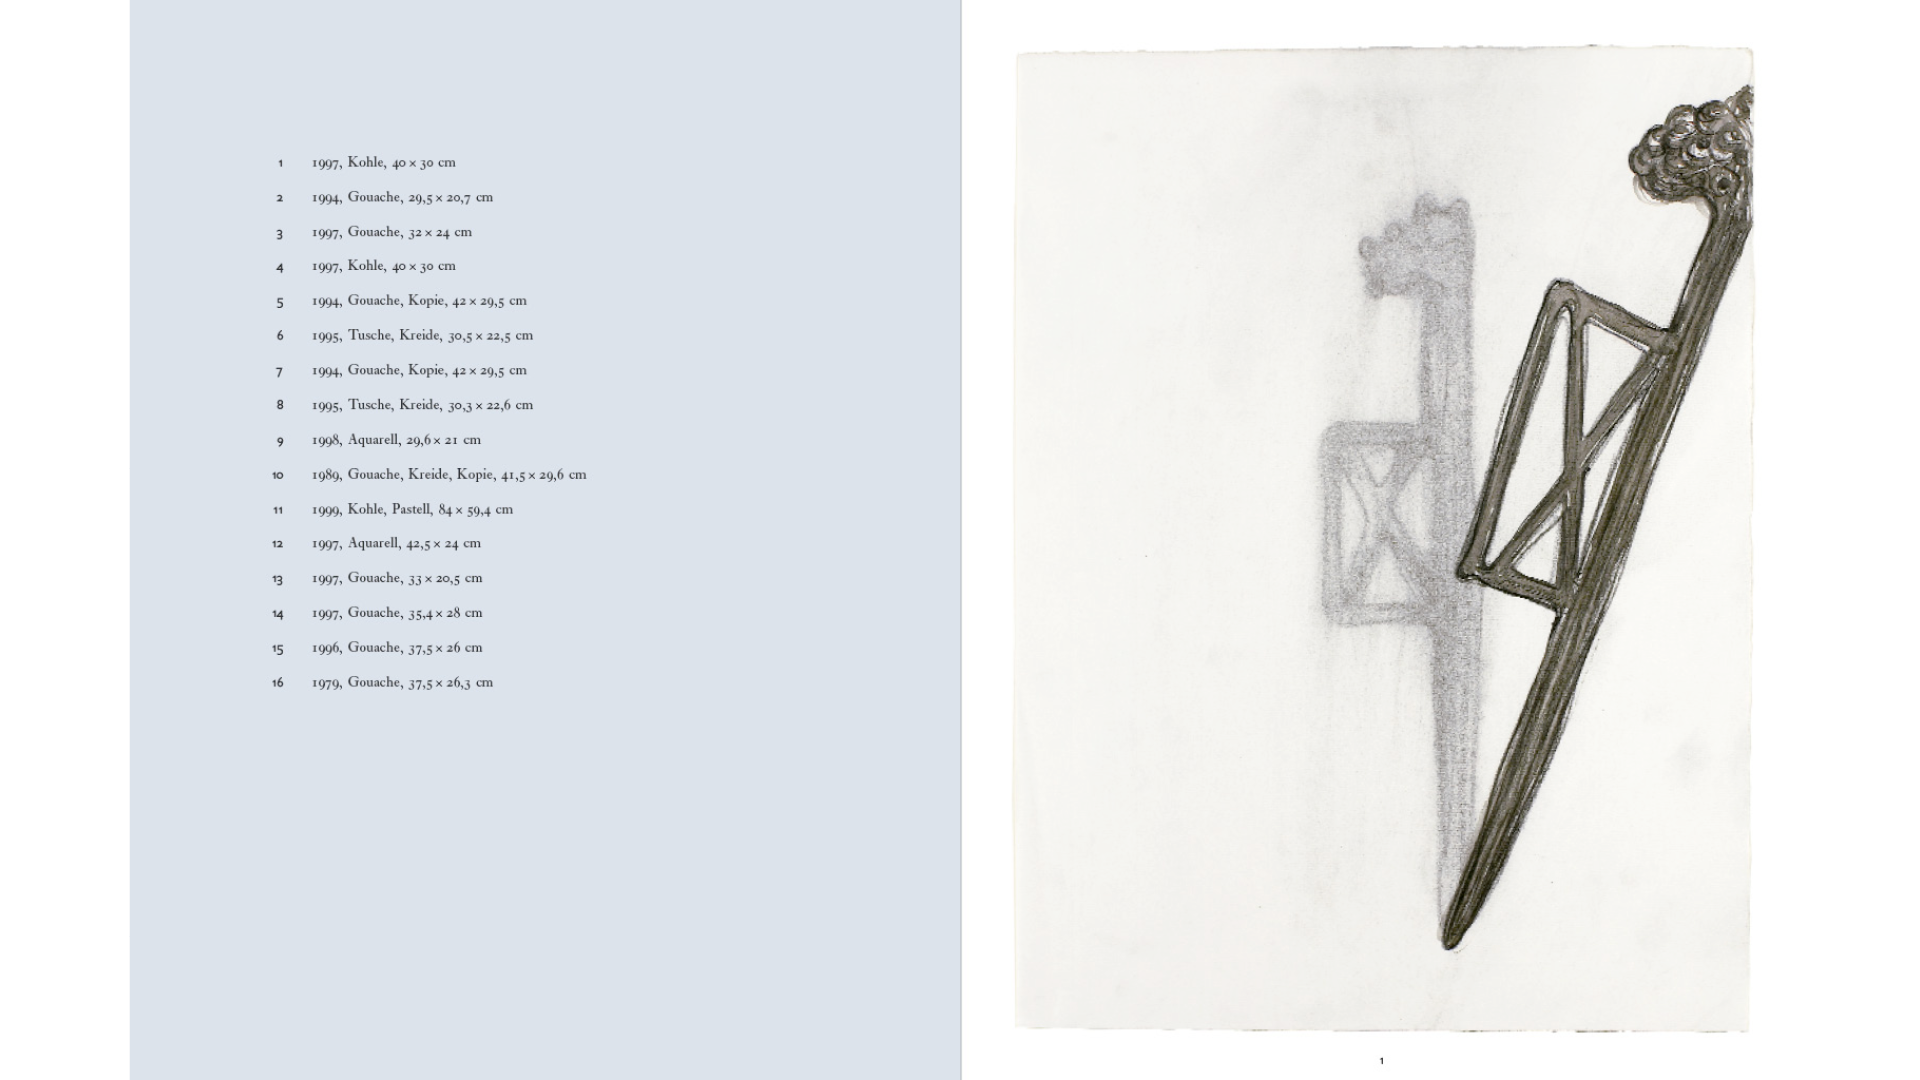 1 1997, Kohle, 40 × 30 cm
2 1994, Gouache, 29,5 × 20,7 cm
3 1997, Gouache, 32 × 24 cm
4 1997, Kohle, 40 × 30 cm
5 1994, Gouache, Kopie, 42 × 29,5 cm
6 1995, Tusche, Kreide, 30,5 × 22,5 cm
7 1994, Gouache, Kopie, 42 × 29,5 cm
8 1995, Tusche, Kreide, 30,3 × 22,6 cm
9 1998, Aquarell, 29,6 × 21 cm
10 1989, Gouache, Kreide, Kopie, 41,5 × 29,6 cm
11 1999, Kohle, Pastell, 84 × 59,4 cm
12 1997, Aquarell, 42,5 × 24 cm
13 1997, Gouache, 33 × 20,5 cm
14 1997, Gouache, 35,4 × 28 cm
15 1996, Gouache, 37,5 × 26 cm
16 1979, Gouache, 37,5 × 26,3 cm
1